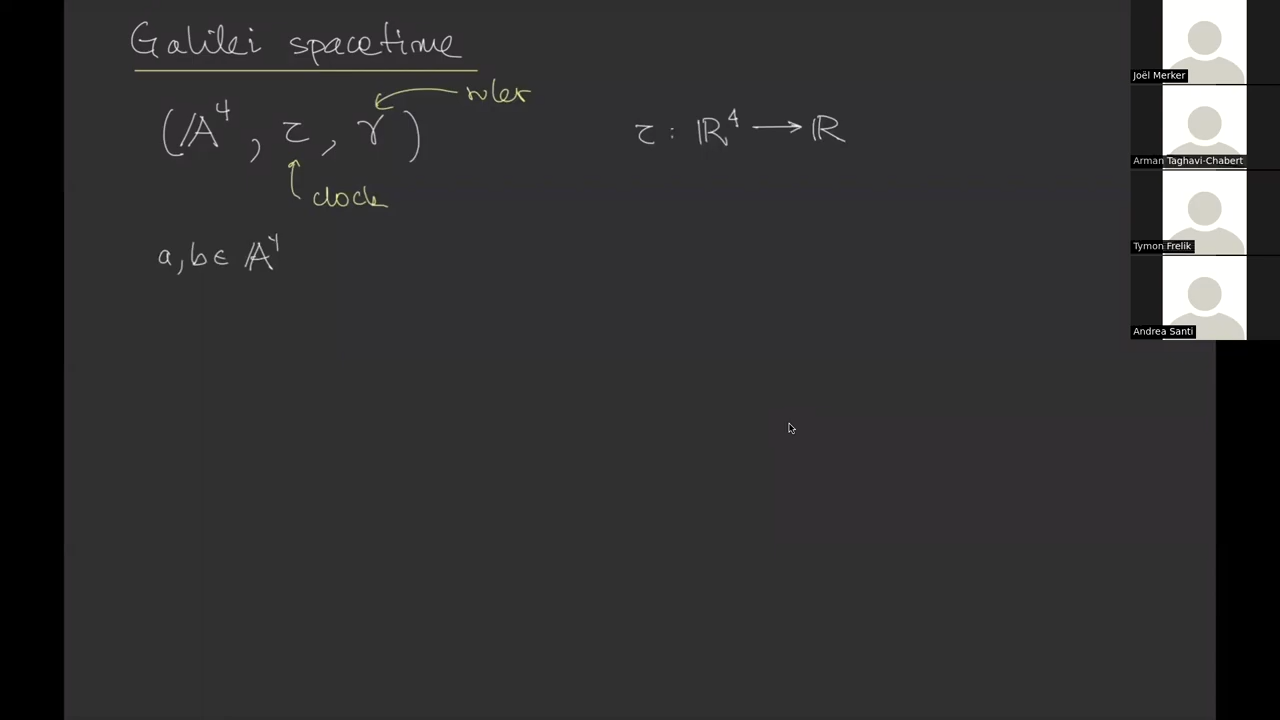 Galilei spacetime
ruler
(𝔸⁴, τ, γ)
τ : ℝ⁴ ⟶ ℝ
clock
a, b ∈ 𝔸⁴
Joël Merker
Arman Taghavi-Chabert
Tymon Frelik
Andrea Santi